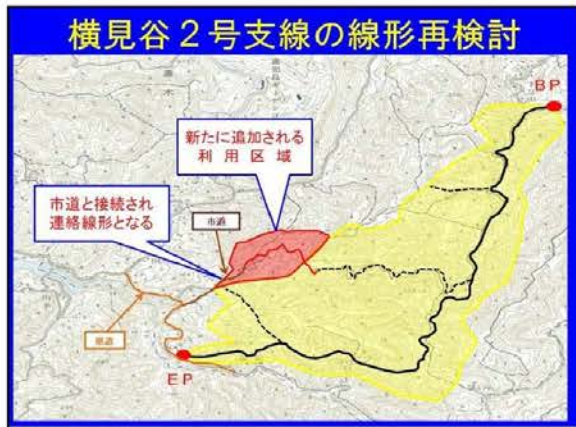 横見谷2号支線の線形再検討
BP
新たに追加される
利用区域
市道と接続され
連絡線形となる
市道
県道
EP